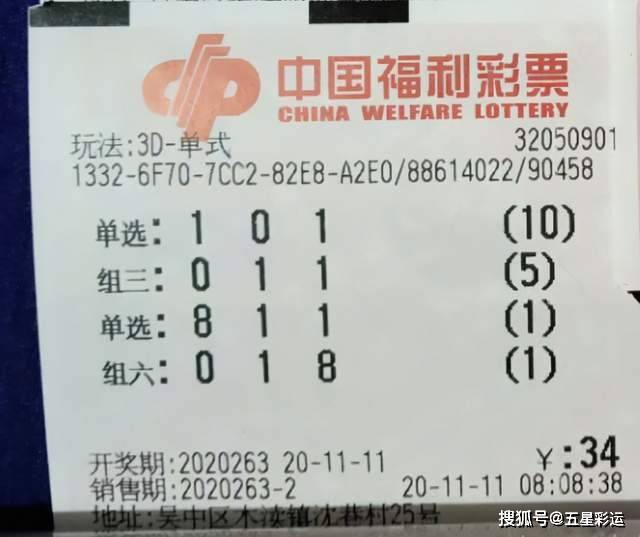 中国福利彩票
CHINA WELFARE LOTTERY
玩法:3D-单式 32050901
1332-6F70-7CC2-82E8-A2E0/88614022/90458
单选: 1 0 1 (10)
组三: 0 1 1 (5)
单选: 8 1 1 (1)
组六: 0 1 8 (1)
开奖期:2020263 20-11-11 ￥:34
销售期:2020263-2 20-11-11 08:08:38
地址:吴中区木渎镇沈巷村25号
搜狐号@五星彩运